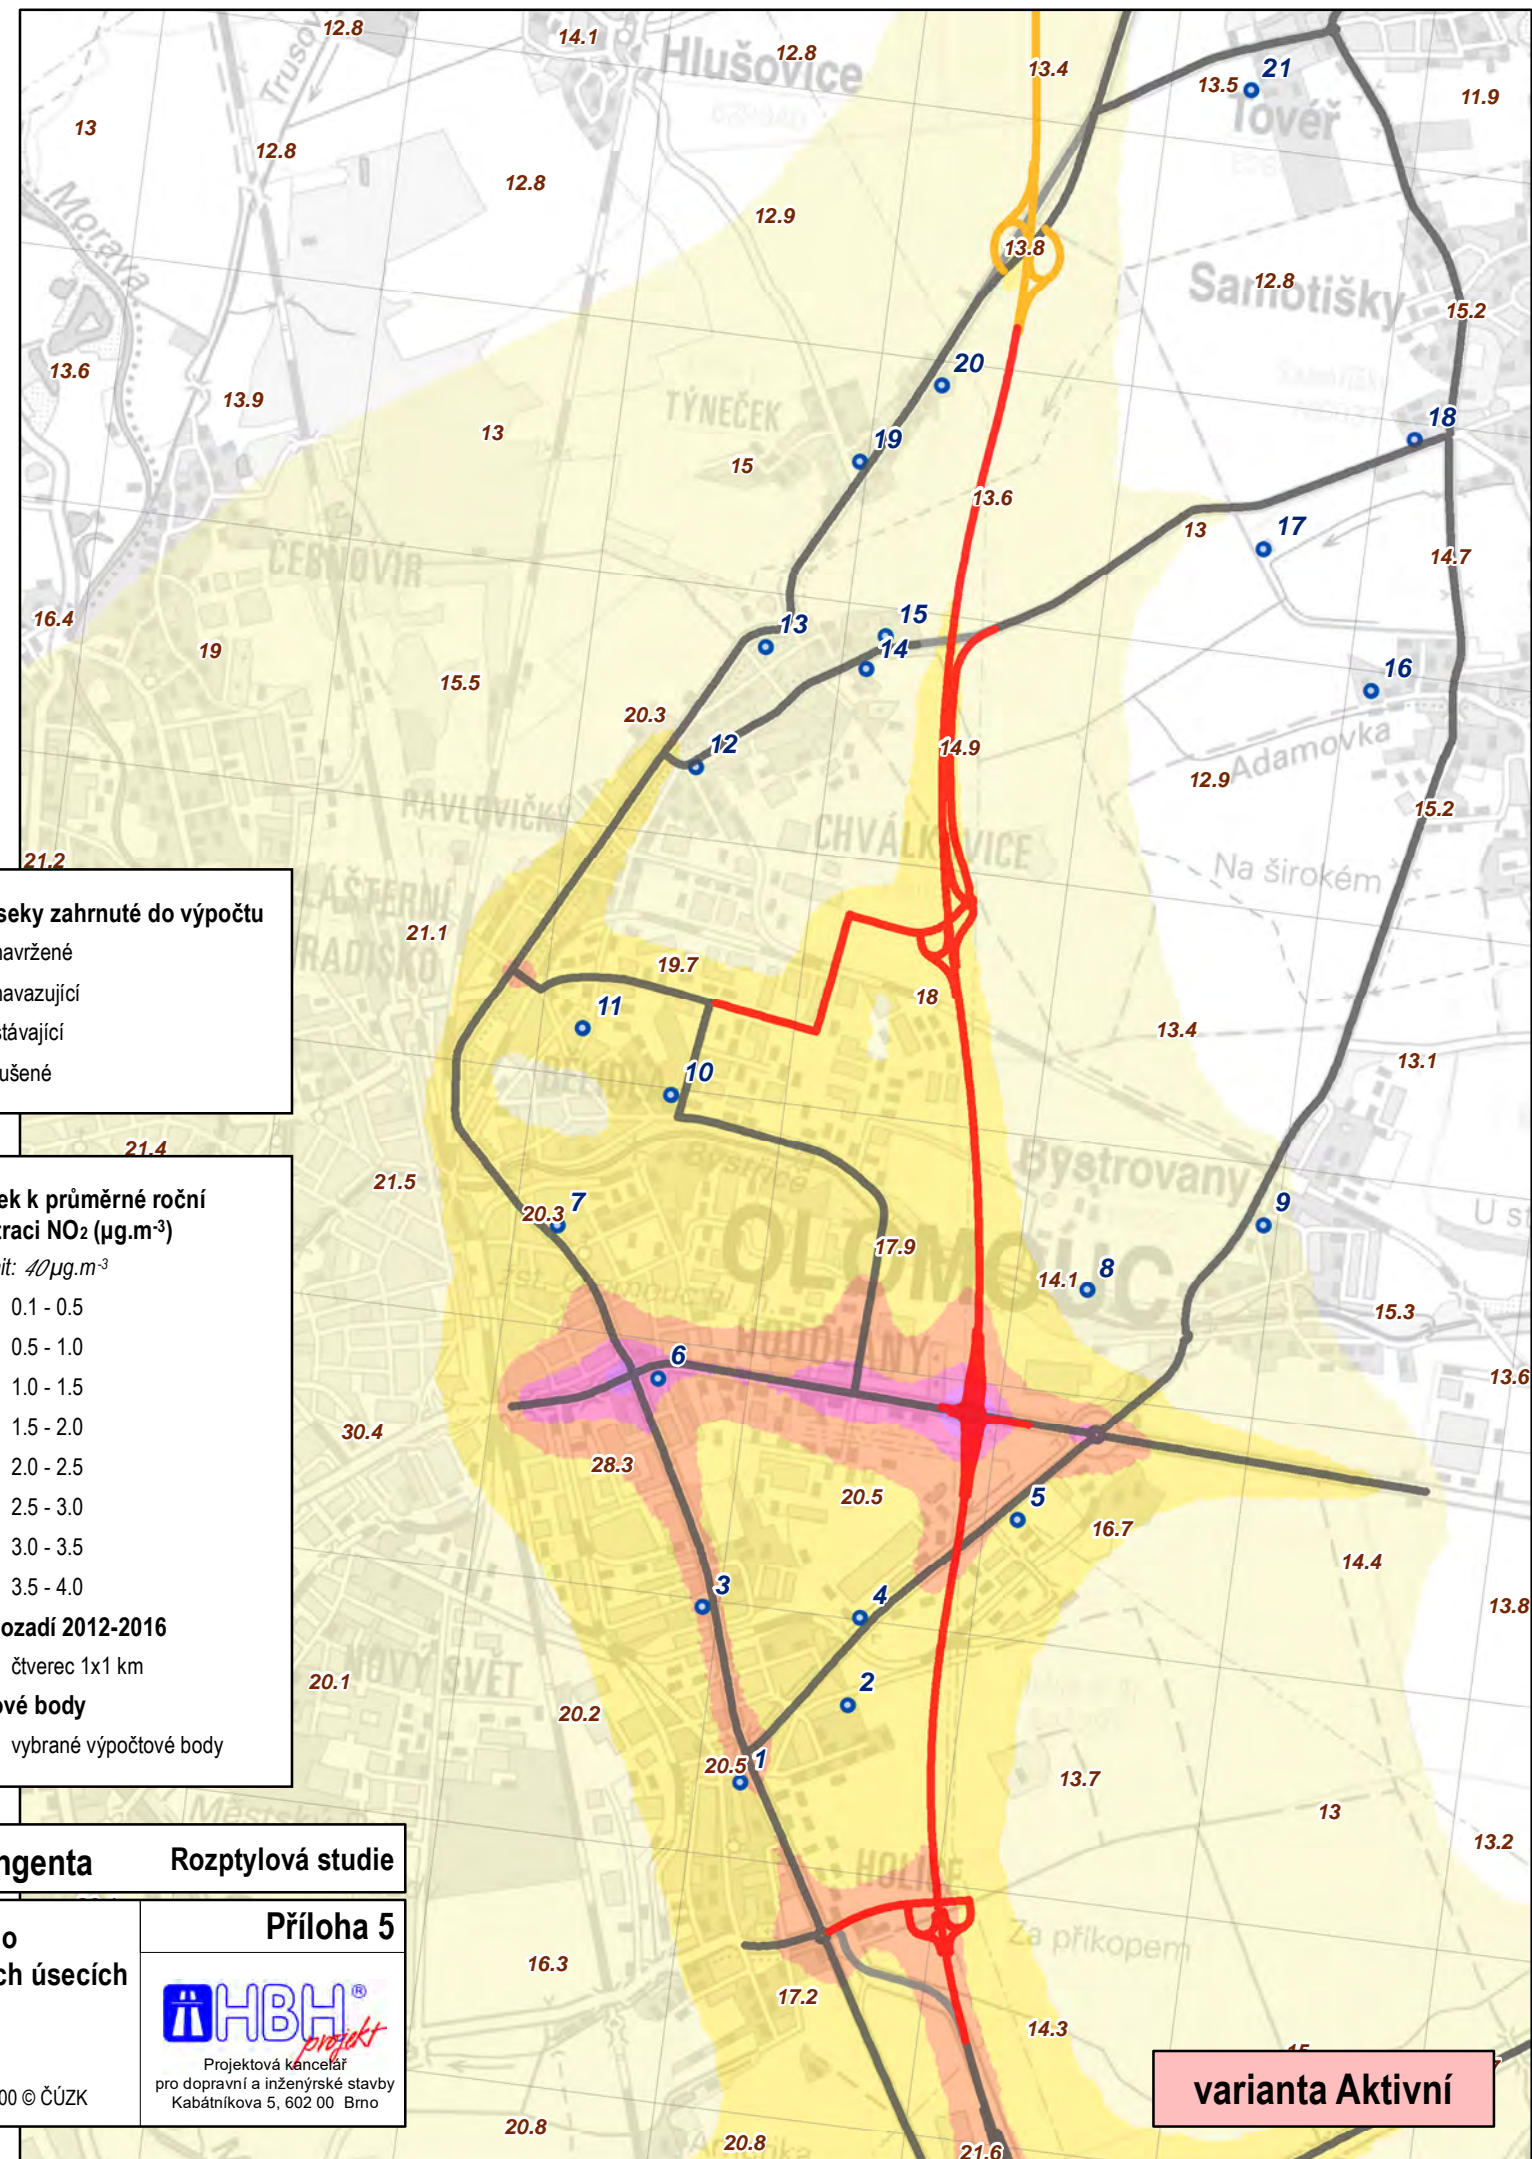 12.8
14.1
12.8
13.4
13.5
21
11.9
Trusov
Hlušovice
Tovéř
13
12.8
12.8
12.9
13.8
Morava
Samotišky
12.8
15.2
13.6
13.9
13
TÝNEČEK
20
19
18
15
13.6
13
17
14.7
ČERNOVÍR
16.4
19
15.5
13
15
14
16
20.3
12
14.9
Adamovka
12.9
15.2
PAVLOVIČKY
CHVÁLKOVICE
Na širokém
21.2
LÁŠTERNÍ
RADISKO
21.1
19.7
18
11
13.4
13.1
BĚLIDLA
10
21.4
21.5
Bystřice
Bystrovany
7
20.3
9
U st
OLOMOUC
17.9
14.1
8
15.3
HODOLANY
6
13.6
30.4
28.3
20.5
5
16.7
14.4
3
4
13.8
NOVÝ SVĚT
20.1
20.2
2
20.5
1
13.7
13
13.2
HOLICE
Za příkopem
16.3
17.2
14.3
15
20.8
20.8
21.6
seky zahrnuté do výpočtu
navržené
navazující
stávající
rušené
ek k průměrné roční
traci NO2 (µg.m-3)
it: 40µg.m-3
0.1 - 0.5
0.5 - 1.0
1.0 - 1.5
1.5 - 2.0
2.0 - 2.5
2.5 - 3.0
3.0 - 3.5
3.5 - 4.0
ozadí 2012-2016
čtverec 1x1 km
ové body
vybrané výpočtové body
ngenta
Rozptylová studie
o
ch úsecích
00 © ČÚZK
Příloha 5
HBH®
projekt
Projektová kancelář
pro dopravní a inženýrské stavby
Kabátníkova 5, 602 00 Brno
varianta Aktivní